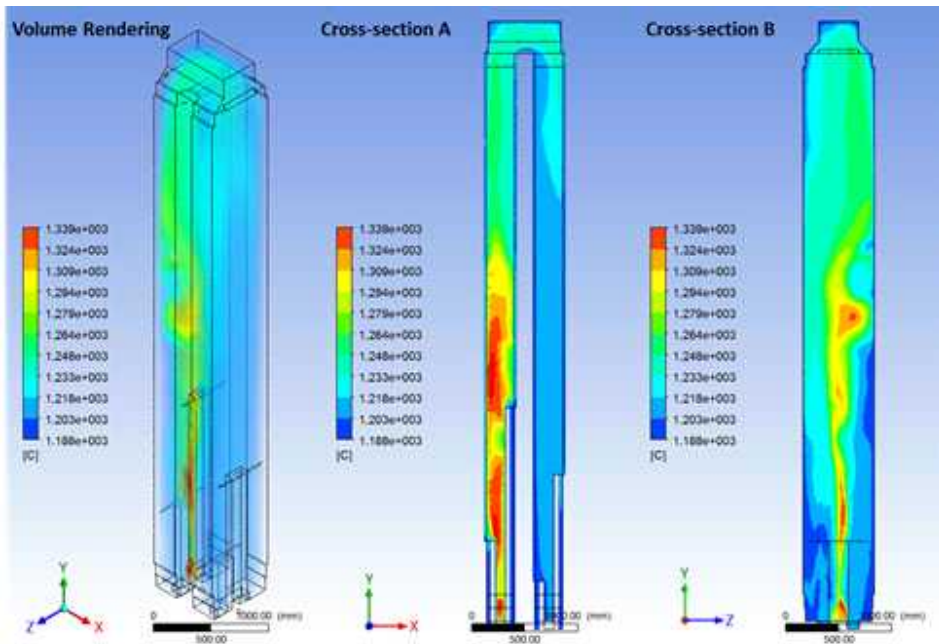 Volume Rendering
Cross-section A
Cross-section B
1.339e+003
1.324e+003
1.309e+003
1.294e+003
1.279e+003
1.264e+003
1.248e+003
1.233e+003
1.218e+003
1.203e+003
1.188e+003
[C]
1.339e+003
1.324e+003
1.309e+003
1.294e+003
1.279e+003
1.264e+003
1.248e+003
1.233e+003
1.218e+003
1.203e+003
1.188e+003
[C]
1.339e+003
1.324e+003
1.309e+003
1.294e+003
1.279e+003
1.264e+003
1.248e+003
1.233e+003
1.218e+003
1.203e+003
1.188e+003
[C]
Y
Z
X
0
1000.00 (mm)
500.00
Y
X
0
1000.00 (mm)
500.00
Y
Z
0
1000.00 (mm)
500.00